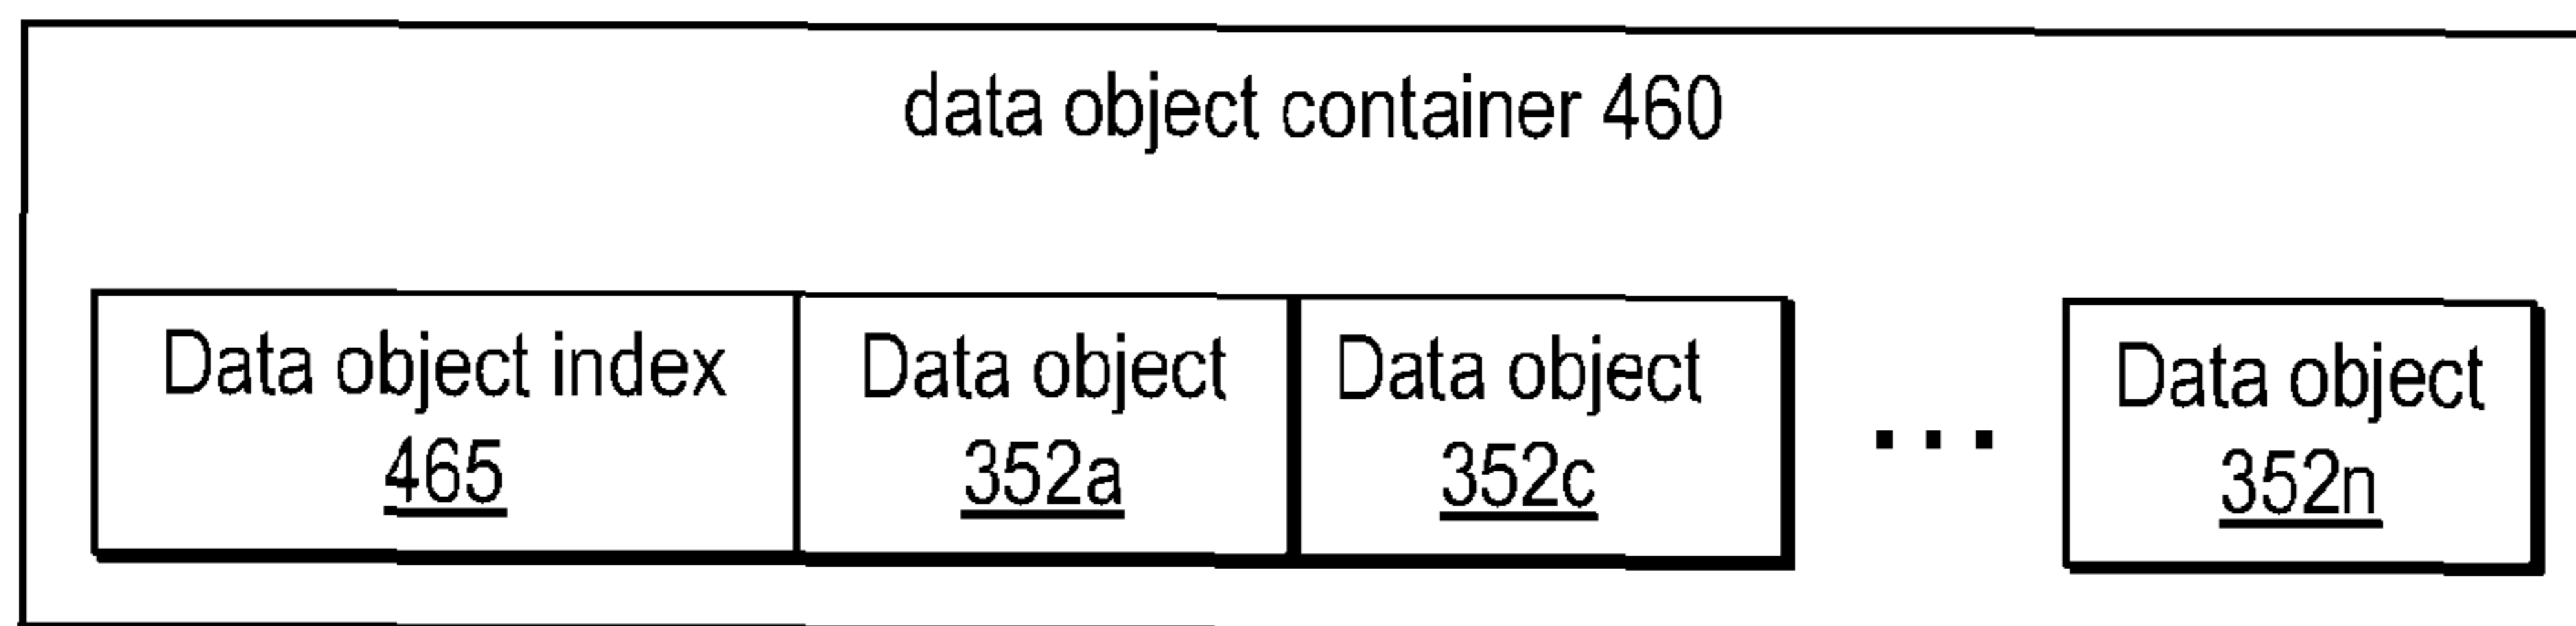 data object container 460
Data object index
465
Data object
352a
Data object
352c
...
Data object
352n